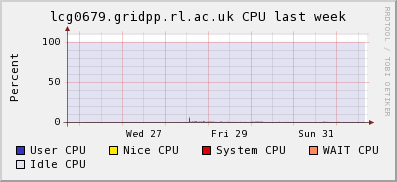 lcg0679.gridpp.rl.ac.uk CPU last week
RRDTOOL / TOBI OETIKER
Percent
100
50
0
Wed 27 Fri 29 Sun 31
User CPU Nice CPU System CPU WAIT CPU
Idle CPU